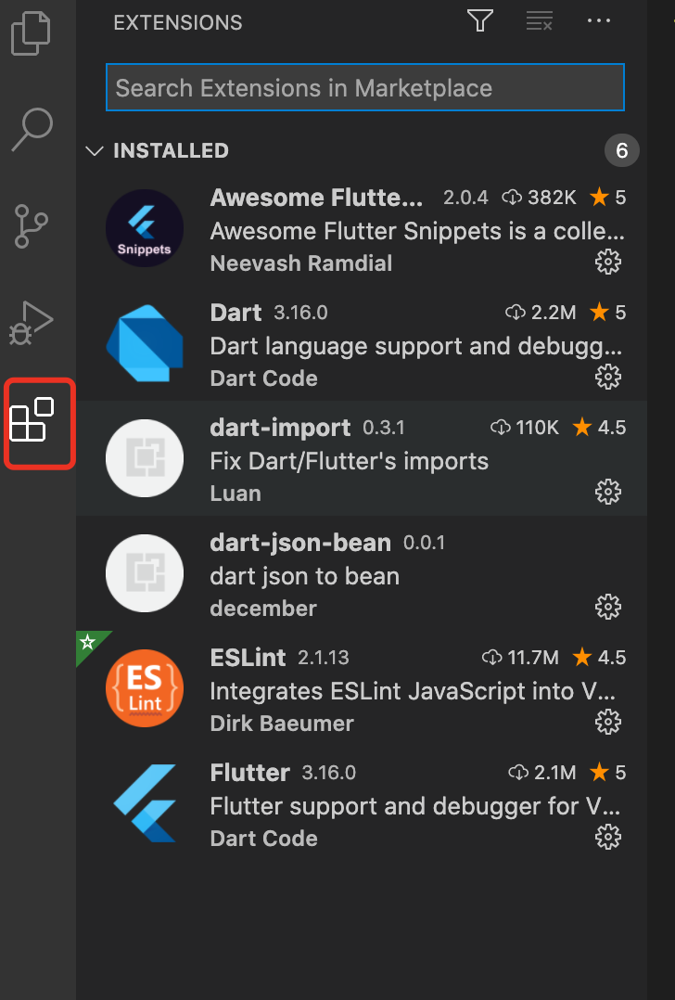 EXTENSIONS
Search Extensions in Marketplace
INSTALLED 6
Awesome Flutte... 2.0.4 382K 5
Snippets
Awesome Flutter Snippets is a colle...
Neevash Ramdial
Dart 3.16.0 2.2M 5
Dart language support and debugg...
Dart Code
dart-import 0.3.1 110K 4.5
Fix Dart/Flutter's imports
Luan
dart-json-bean 0.0.1
dart json to bean
december
ESLint 2.1.13 11.7M 4.5
{ES Lint}
Integrates ESLint JavaScript into V...
Dirk Baeumer
Flutter 3.16.0 2.1M 5
Flutter support and debugger for V...
Dart Code